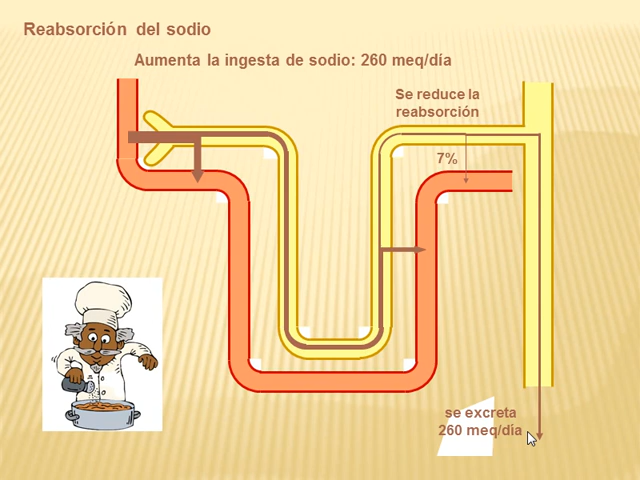 Reabsorción del sodio
Aumenta la ingesta de sodio: 260 meq/día
Se reduce la
reabsorción
7%
se excreta
260 meq/día